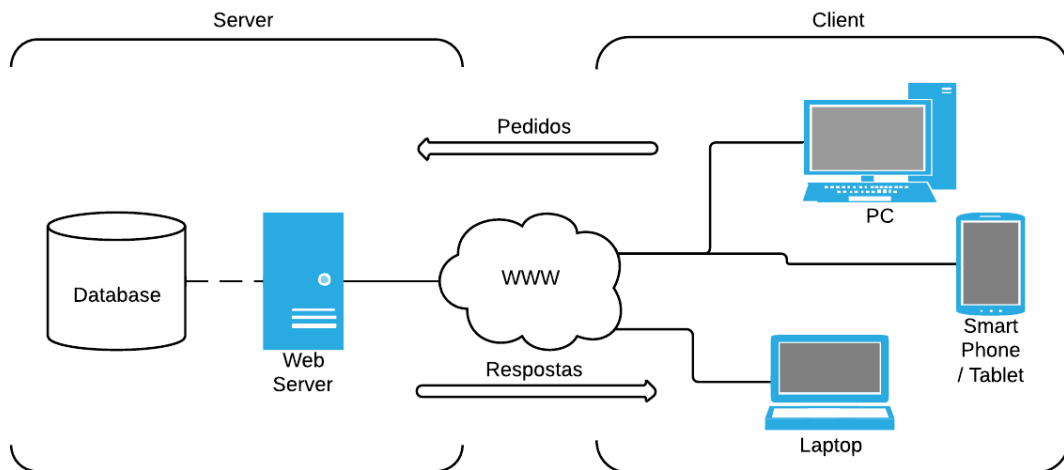 Server
Client
Pedidos
PC
Database
WWW
Web
Server
Smart
Phone
/ Tablet
Respostas
Laptop